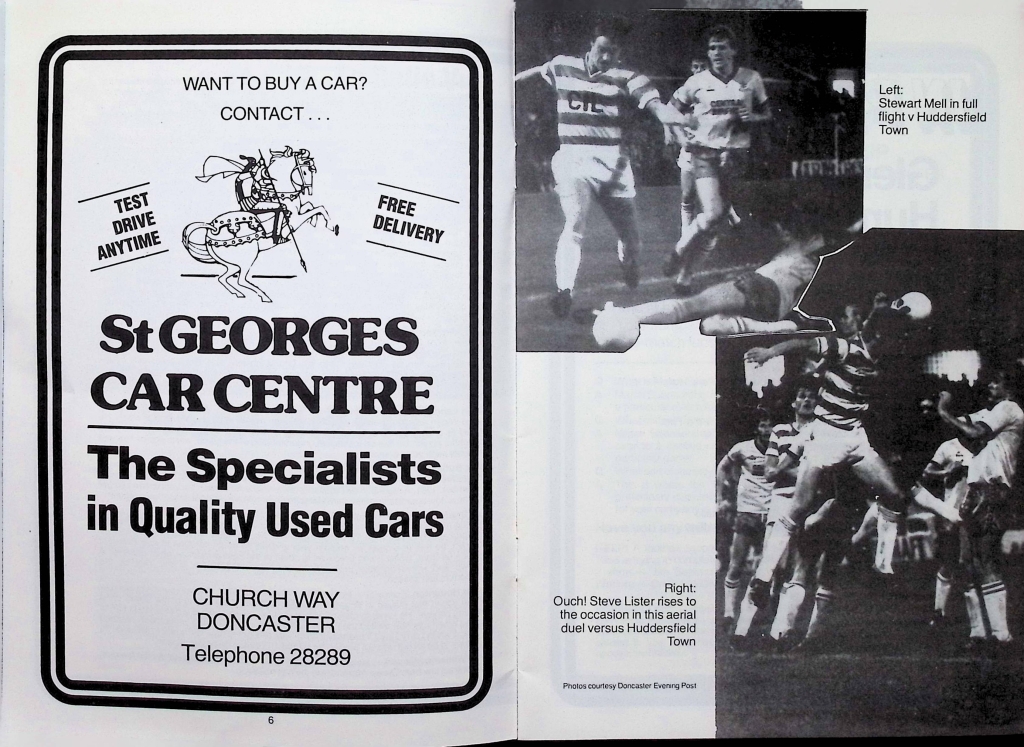 WANT TO BUY A CAR?
CONTACT . . .
TEST
DRIVE
ANYTIME
FREE
DELIVERY
St GEORGES
CAR CENTRE
The Specialists
in Quality Used Cars
CHURCH WAY
DONCASTER
Telephone 28289
6
CIL
Left:
Stewart Mell in full
flight v Huddersfield
Town
Right:
Ouch! Steve Lister rises to
the occasion in this aerial
duel versus Huddersfield
Town
Photos courtesy Doncaster Evening Post